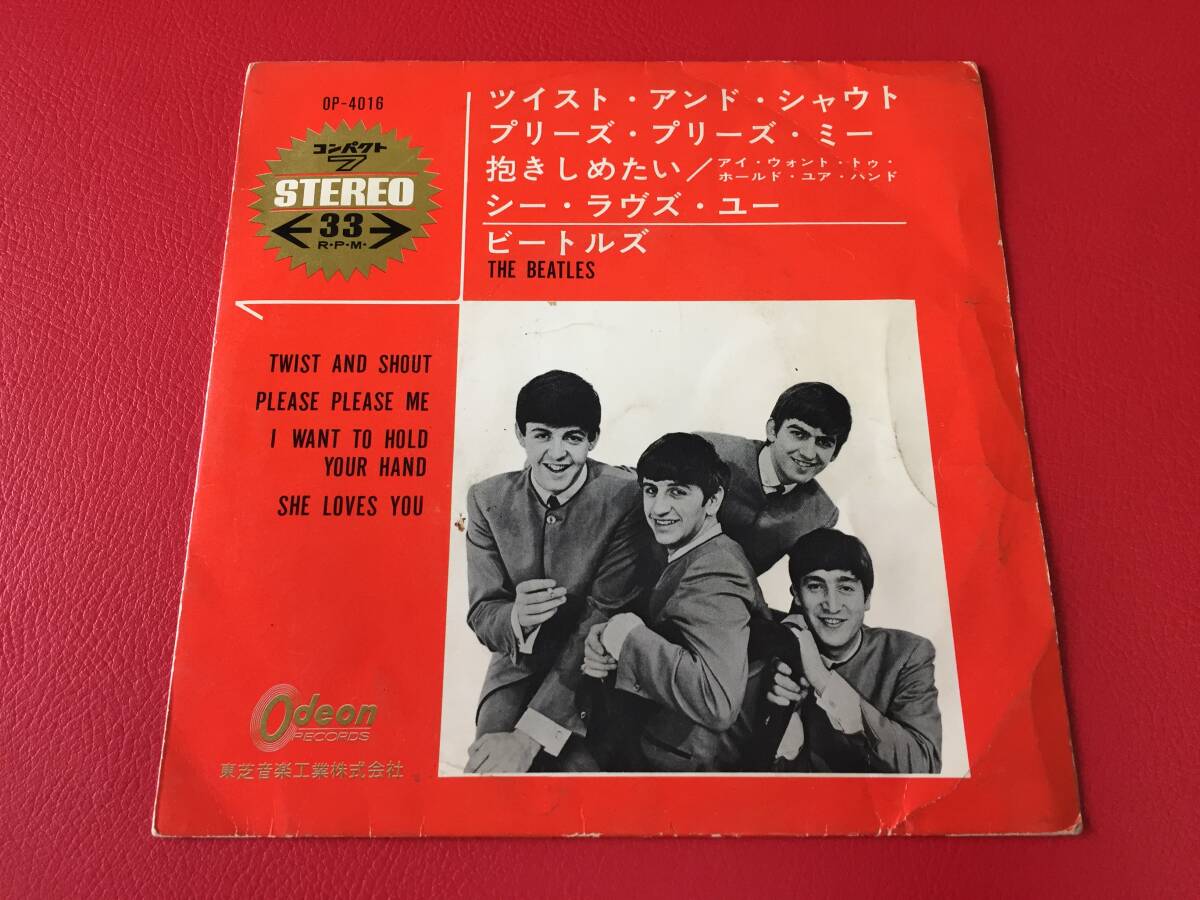 OP-4016
コンパクト
7
STEREO
33
R・P・M・
ツイスト・アンド・シャウト
プリーズ・プリーズ・ミー
抱きしめたい／アイ・ウォント・トゥ・
ホールド・ユア・ハンド
シー・ラヴズ・ユー
ビートルズ
THE BEATLES
TWIST AND SHOUT
PLEASE PLEASE ME
I WANT TO HOLD
YOUR HAND
SHE LOVES YOU
Odeon
RECORDS
東芝音楽工業株式会社